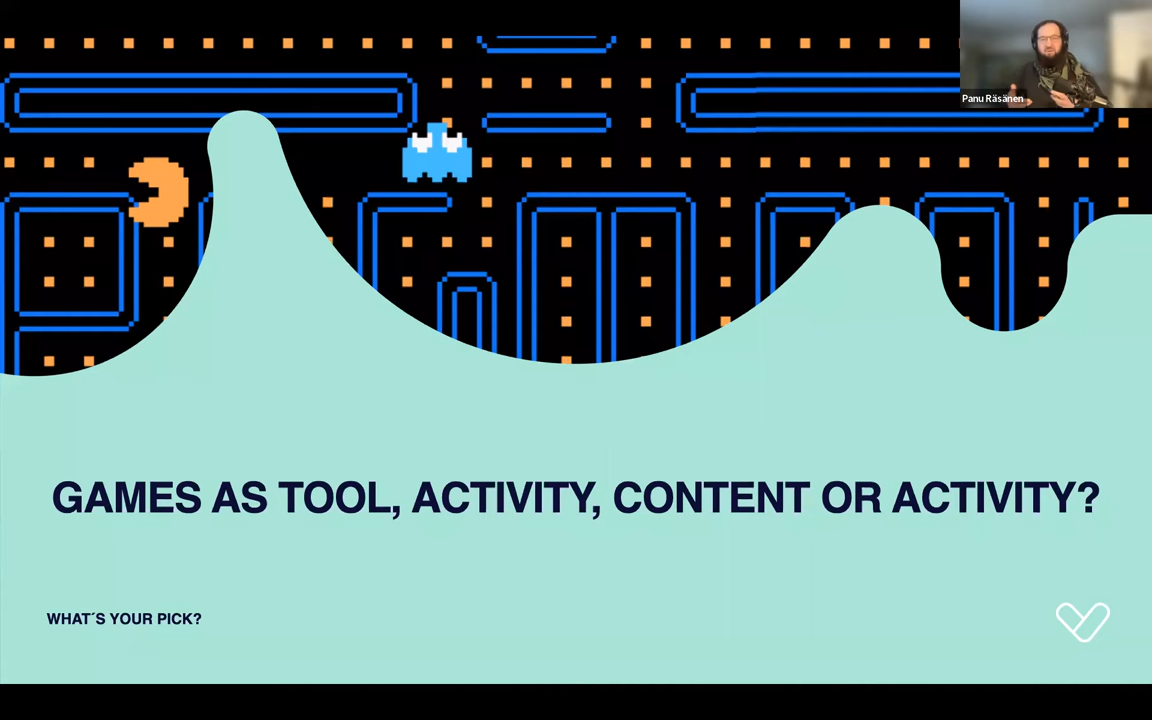 Panu Räsänen
GAMES AS TOOL, ACTIVITY, CONTENT OR ACTIVITY?
WHAT´S YOUR PICK?